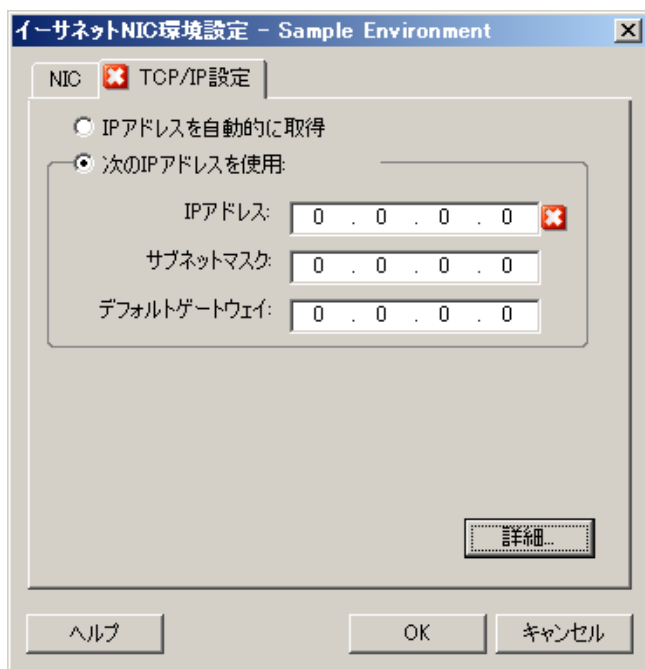 イーサネットNIC環境設定 - Sample Environment
NIC
TCP/IP設定
IPアドレスを自動的に取得
次のIPアドレスを使用:
IPアドレス: 0 . 0 . 0 . 0
サブネットマスク: 0 . 0 . 0 . 0
デフォルトゲートウェイ: 0 . 0 . 0 . 0
詳細...
ヘルプ OK キャンセル